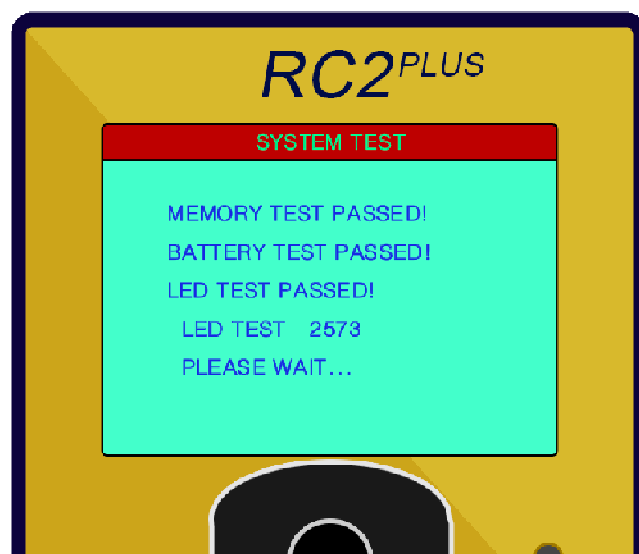 RC2PLUS
SYSTEM TEST
MEMORY TEST PASSED!
BATTERY TEST PASSED!
LED TEST PASSED!
LED TEST 2573
PLEASE WAIT...